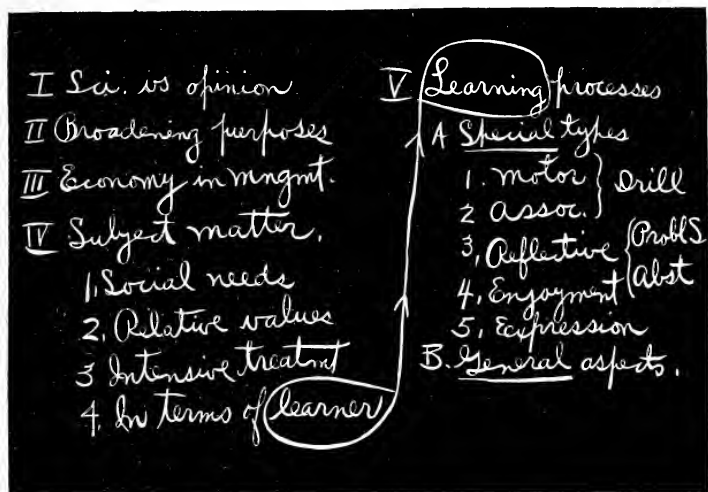 I Sci. vs opinion
II Broadening purposes
III Economy in mngmt.
IV Subject matter.
1. Social needs
2. Relative values
3 Intensive treatmt
4. In terms of learner
V Learning processes
A Special types
1. Motor } Drill
2 Assoc. }
3, Reflective { Probl S
4, Enjoyment { Abst
5, Expression
B. General aspects.